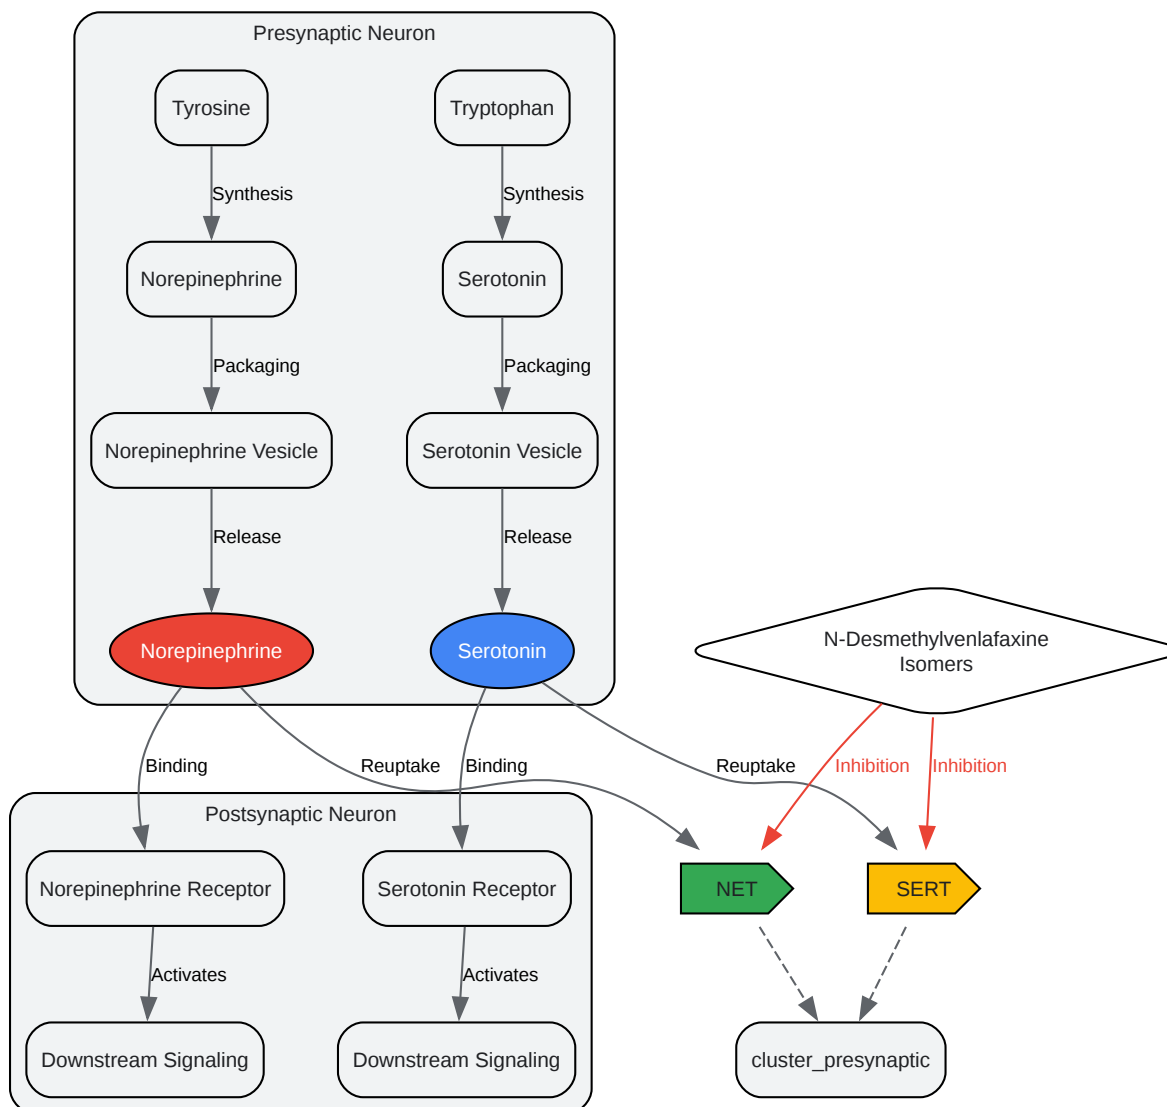 Presynaptic Neuron
Tyrosine
Tryptophan
Synthesis
Synthesis
Norepinephrine
Serotonin
Packaging
Packaging
Norepinephrine Vesicle
Serotonin Vesicle
Release
Release
Norepinephrine
Serotonin
N-Desmethylvenlafaxine
Isomers
Binding
Reuptake
Binding
Reuptake
Inhibition
Inhibition
Postsynaptic Neuron
Norepinephrine Receptor
Serotonin Receptor
NET
SERT
Activates
Activates
Downstream Signaling
Downstream Signaling
cluster_presynaptic